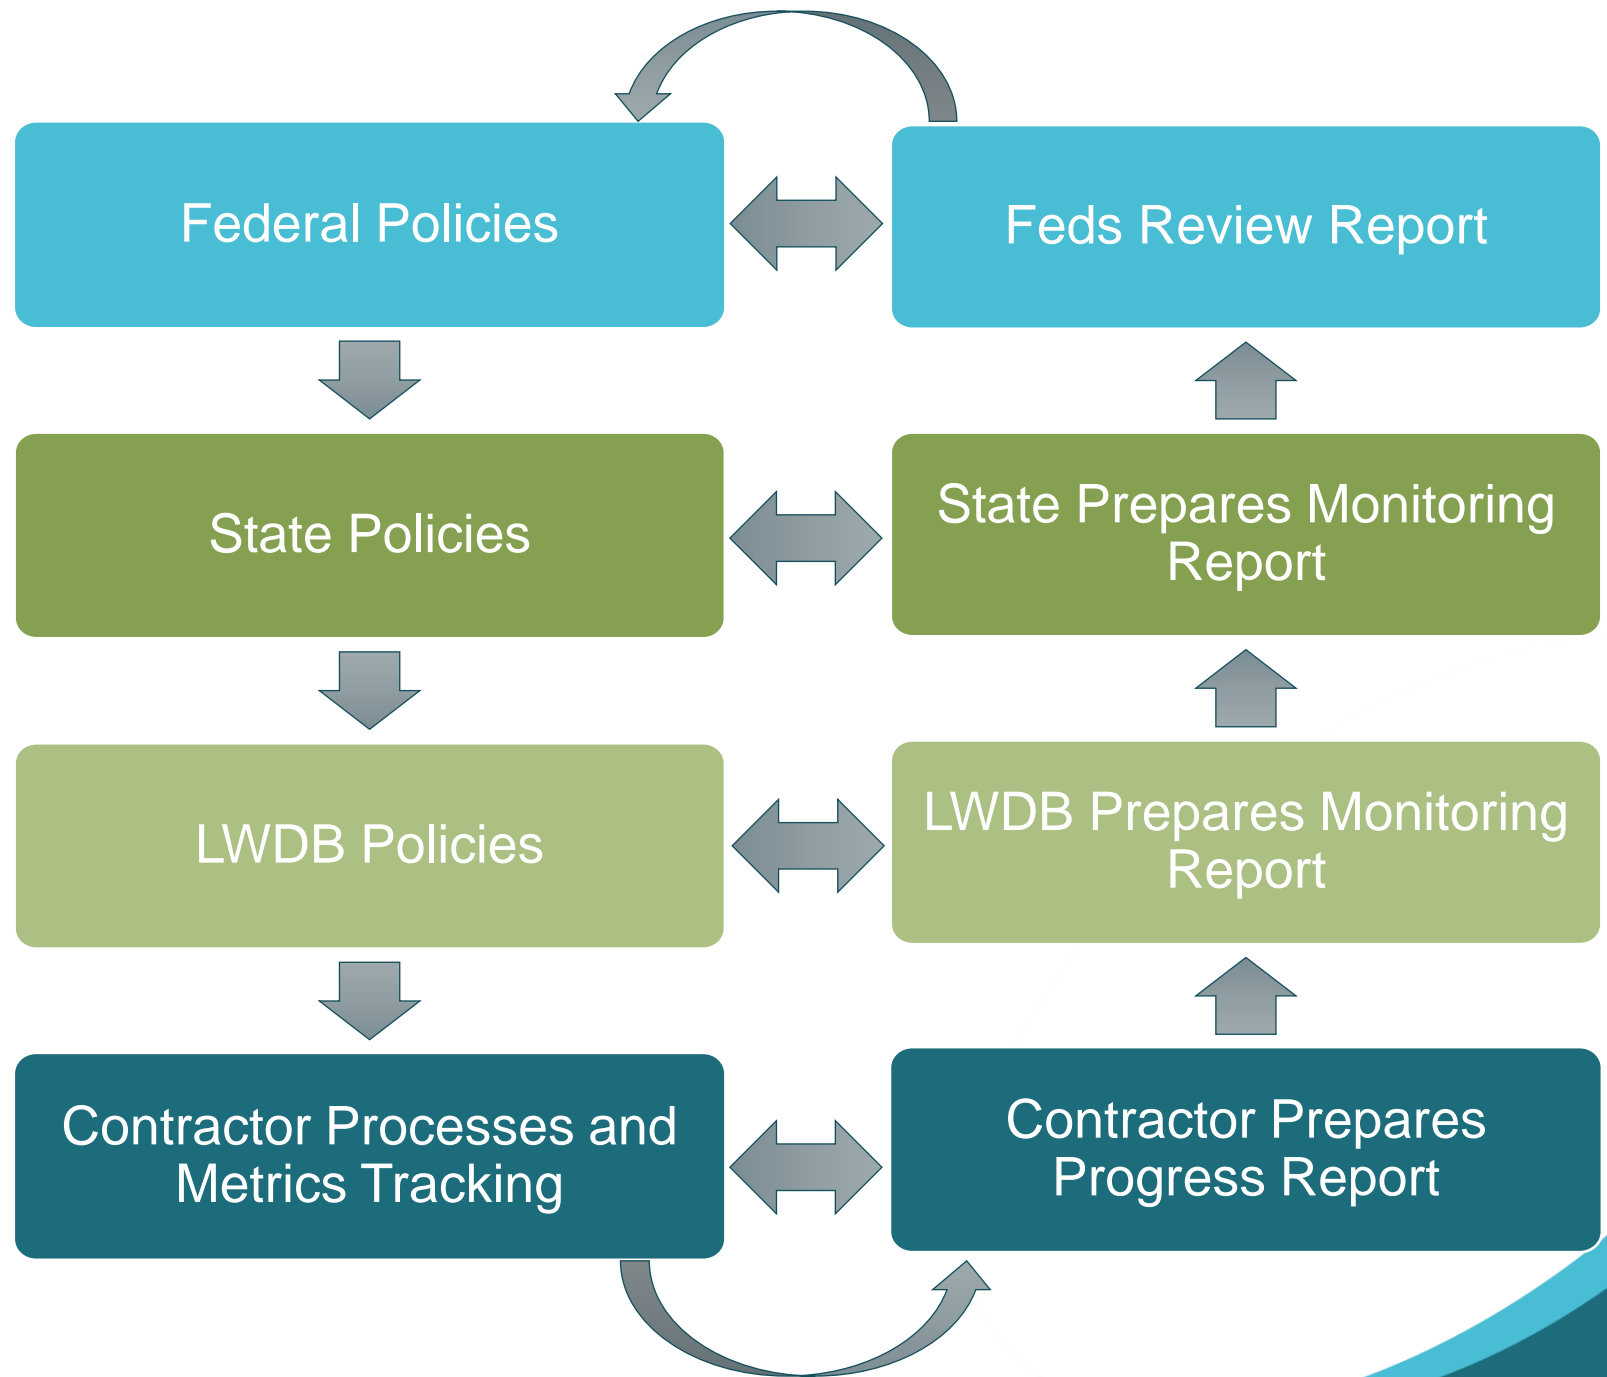 Federal Policies
Feds Review Report
State Policies
State Prepares Monitoring
Report
LWDB Policies
LWDB Prepares Monitoring
Report
Contractor Processes and
Metrics Tracking
Contractor Prepares
Progress Report